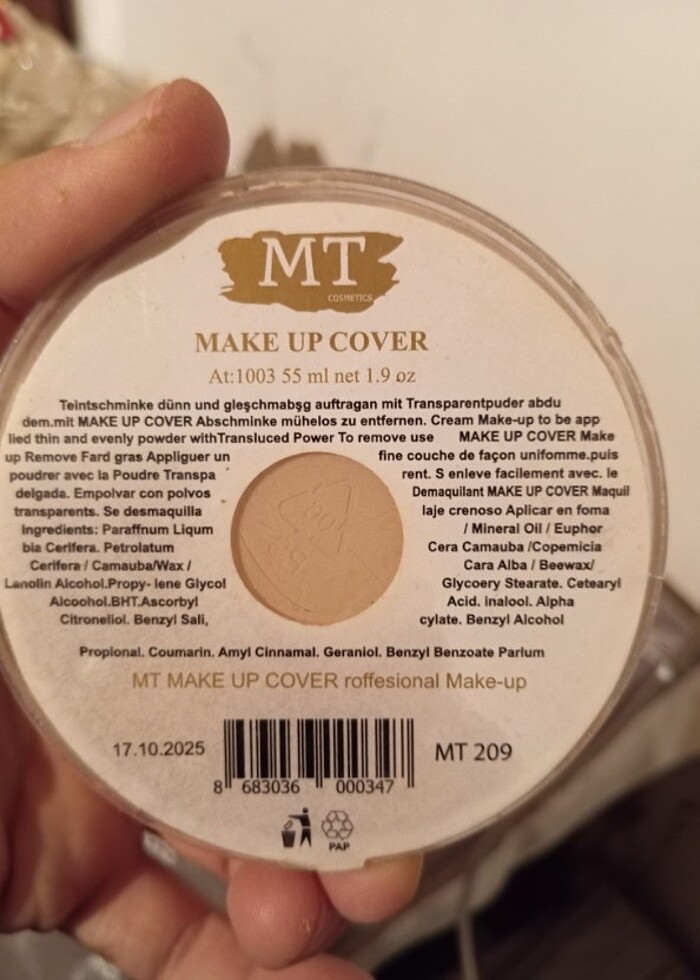 MT
COSMETICS
MAKE UP COVER
At:1003 55 ml net 1.9 oz
Teintschminke dünn und gleşchmabşg auftragan mit Transparentpuder abdu
dem.mit MAKE UP COVER Abschminke mühelos zu entfernen. Cream Make-up to be app
lied thin and evenly powder withTransluced Power To remove use MAKE UP COVER Make
up Remove Fard gras Appliguer un fine couche de façon unifomme.puis
poudrer avec la Poudre Transpa rent. S enleve facilement avec. le
delgada. Empolvar con polvos Demaquilant MAKE UP COVER Maquil
transparents. Se desmaquilla laje crenoso Aplicar en foma
Ingredients: Paraffnum Liqum / Mineral Oil / Euphor
bia Cerifera. Petrolatum Cera Camauba /Copemicia
Cerifera / Camauba/Wax / Cara Alba / Beewax/
Lanolin Alcohol.Propy- lene Glycol Glycoery Stearate. Cetearyl
Alcoohol.BHT.Ascorbyl Acid. inalool. Alpha
Citroneliol. Benzyl Sali, cylate. Benzyl Alcohol
Propional. Coumarin. Amyl Cinnamal. Geraniol. Benzyl Benzoate Parlum
MT MAKE UP COVER roffesional Make-up
17.10.2025
MT 209
8 683036 000347
PAP